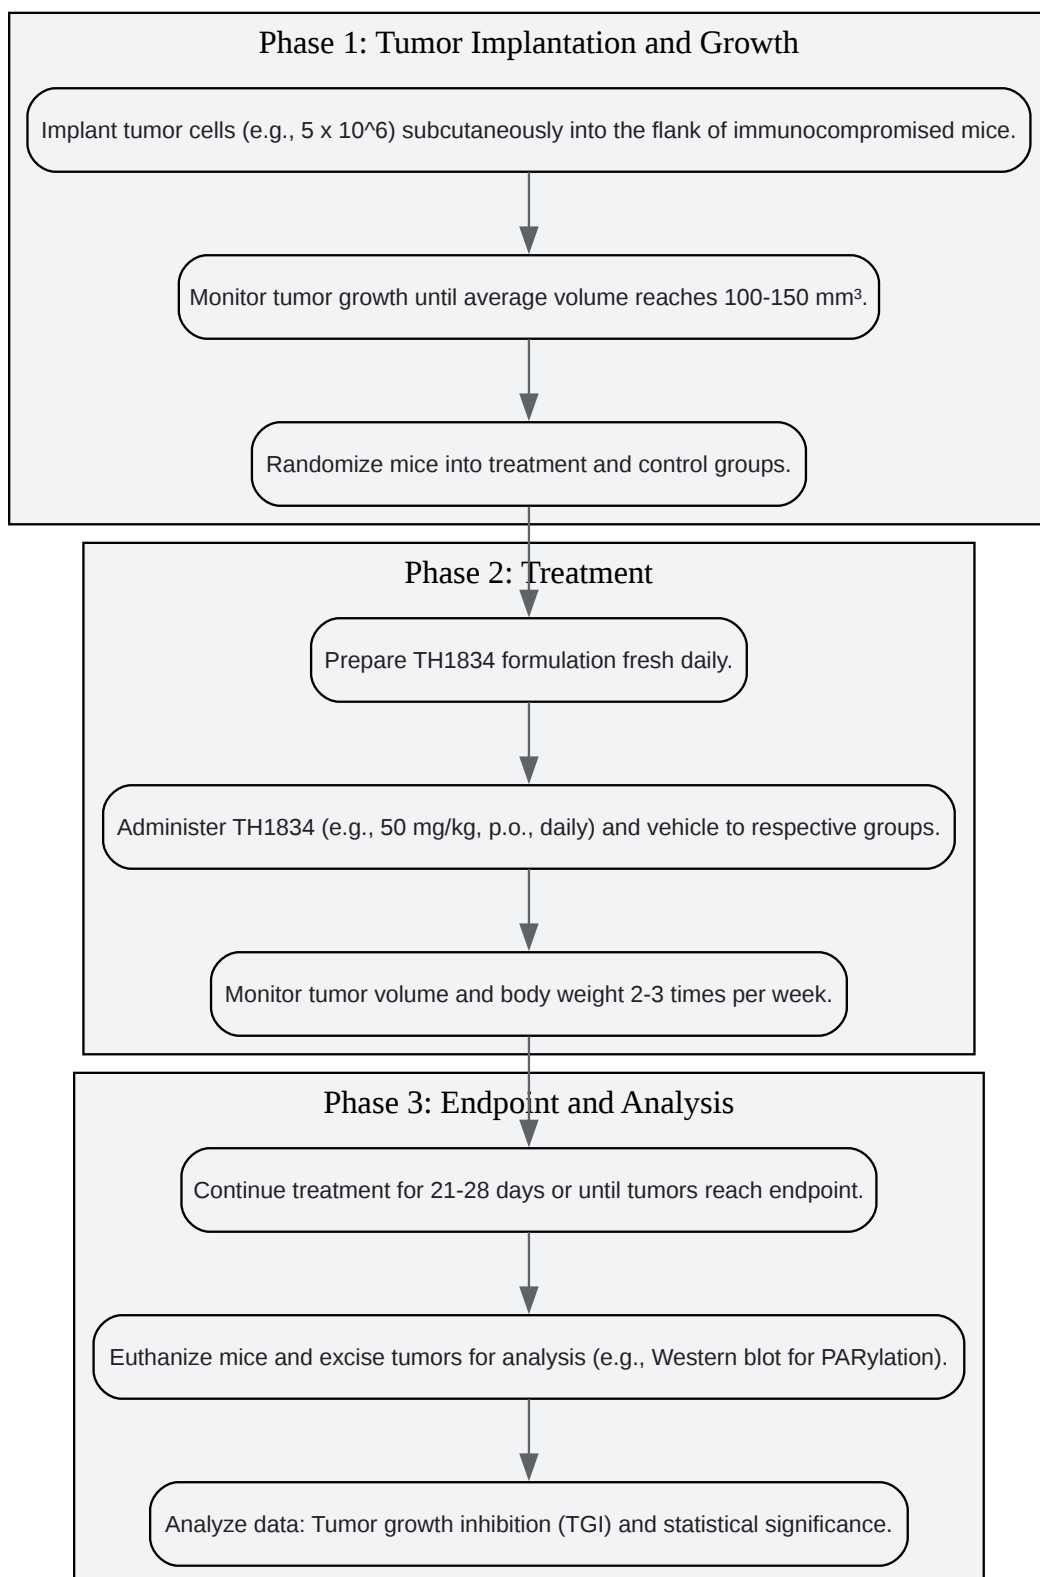 Phase 1: Tumor Implantation and Growth
Implant tumor cells (e.g., 5 x 10^6) subcutaneously into the flank of immunocompromised mice.
Monitor tumor growth until average volume reaches 100-150 mm³.
Randomize mice into treatment and control groups.
Phase 2: Treatment
Prepare TH1834 formulation fresh daily.
Administer TH1834 (e.g., 50 mg/kg, p.o., daily) and vehicle to respective groups.
Monitor tumor volume and body weight 2-3 times per week.
Phase 3: Endpoint and Analysis
Continue treatment for 21-28 days or until tumors reach endpoint.
Euthanize mice and excise tumors for analysis (e.g., Western blot for PARylation).
Analyze data: Tumor growth inhibition (TGI) and statistical significance.